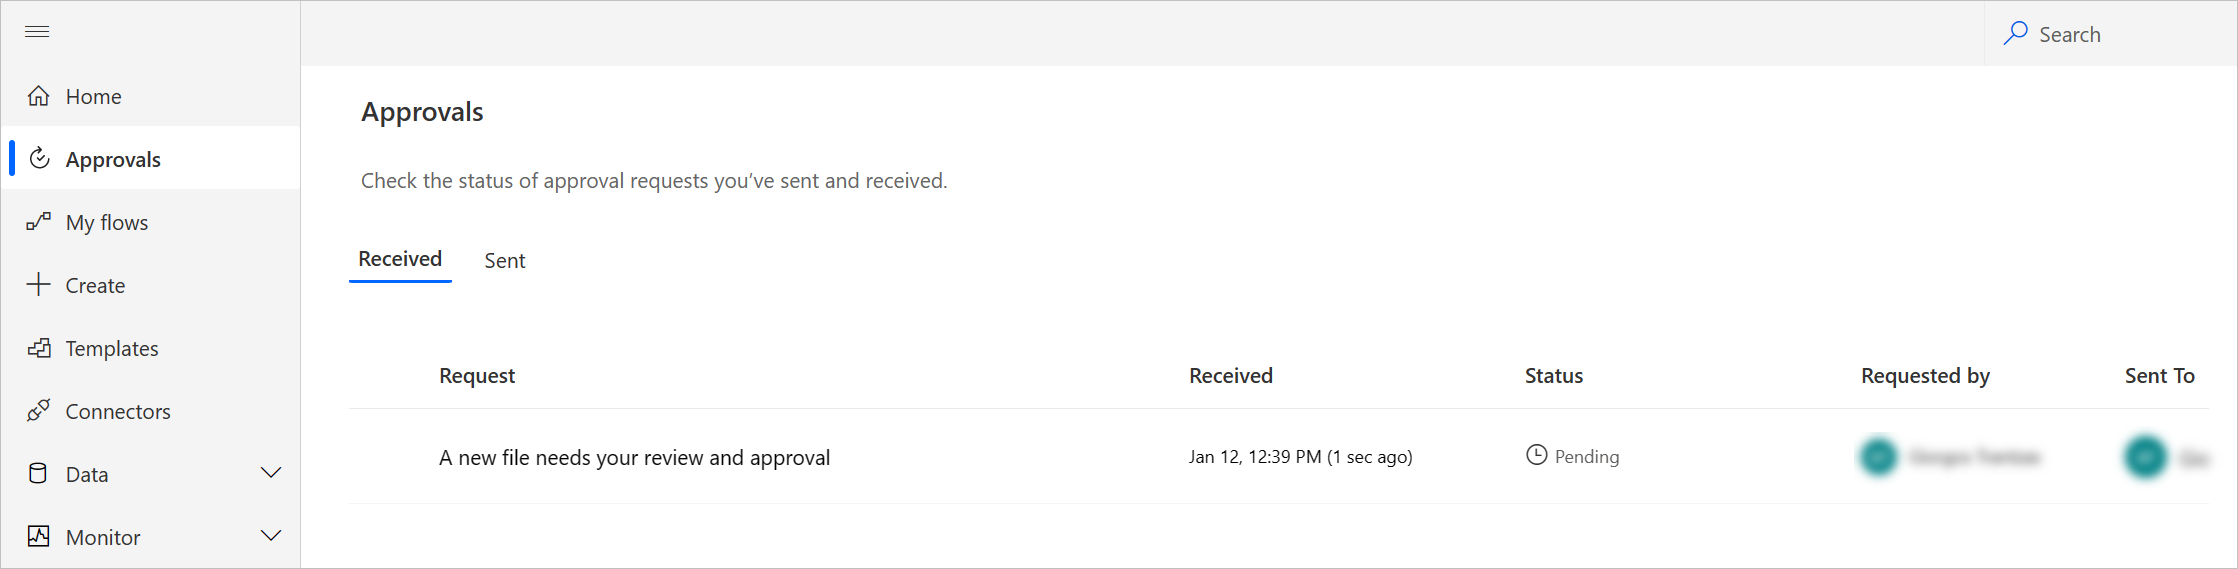 Search
Home
Approvals
My flows
Create
Templates
Connectors
Data
Monitor
Approvals
Check the status of approval requests you’ve sent and received.
Received Sent
Request Received Status Requested by Sent To
A new file needs your review and approval Jan 12, 12:39 PM (1 sec ago) Pending